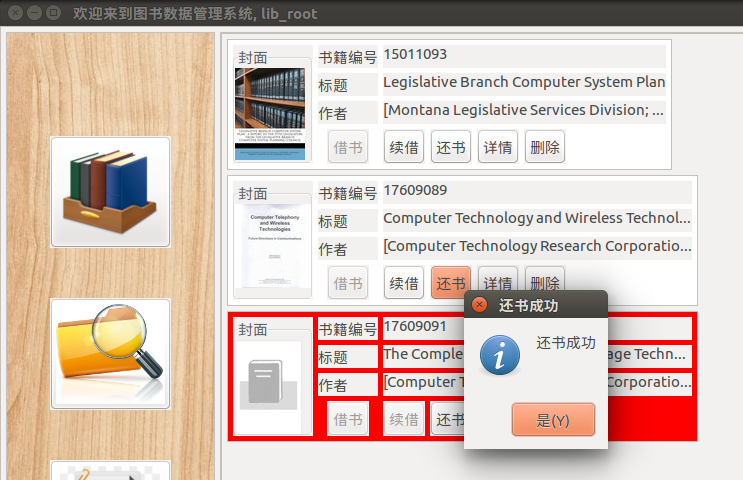 欢迎来到图书数据管理系统, lib_root
封面
书籍编号 15011093
标题 Legislative Branch Computer System Plan
作者 [Montana Legislative Services Division; ...
借书 续借 还书 详情 删除
封面
Computer Telephony
and Wireless
Technologies
书籍编号 17609089
标题 Computer Technology and Wireless Technol...
作者 [Computer Technology Research Corporatio...
借书 续借 还书 详情 删除
封面
书籍编号 17609091
标题 The Comple age Techn...
作者 [Computer T Corporatio...
借书 续借 还书
还书成功
还书成功
是(Y)